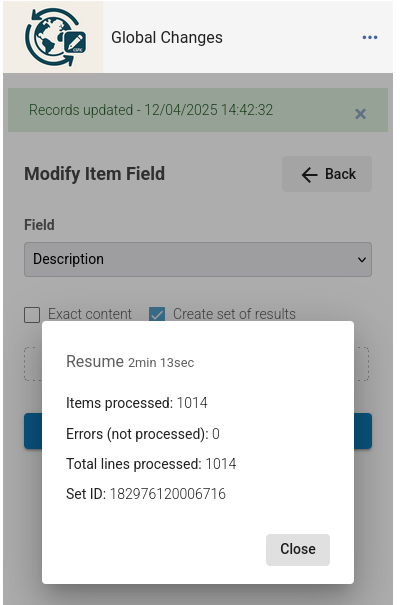 Global Changes
Records updated - 12/04/2025 14:42:32
Modify Item Field
Back
Field
Description
Exact content
Create set of results
Resume 2min 13sec
Items processed: 1014
Errors (not processed): 0
Total lines processed: 1014
Set ID: 182976120006716
Close